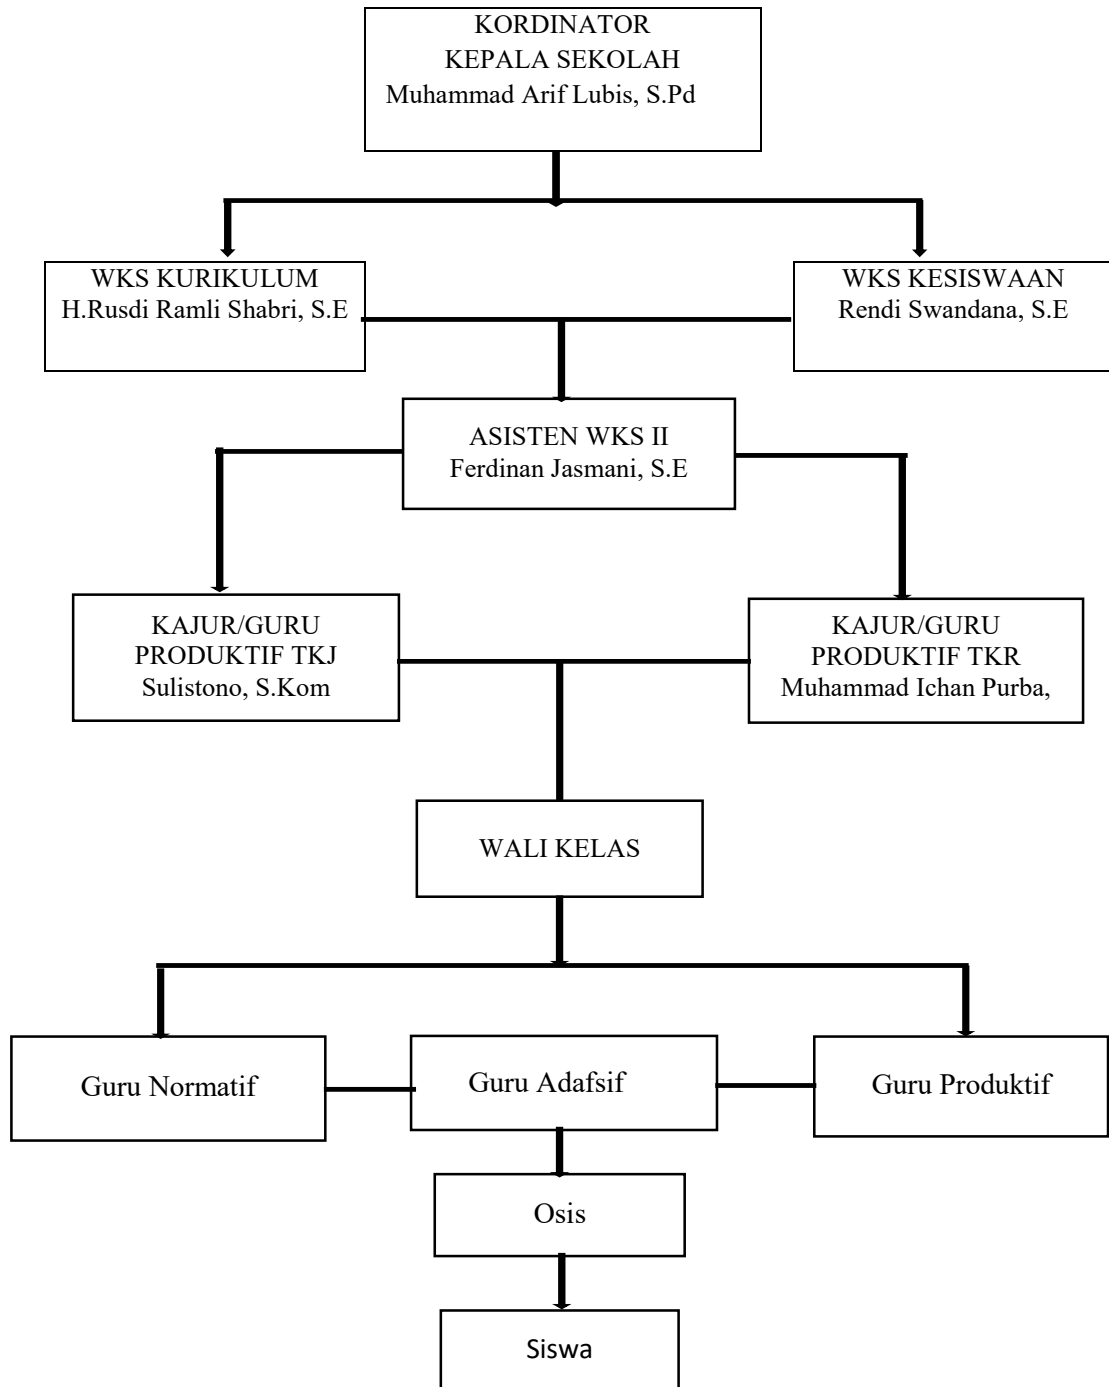 KORDINATOR
KEPALA SEKOLAH
Muhammad Arif Lubis, S.Pd
WKS KURIKULUM
H.Rusdi Ramli Shabri, S.E
WKS KESISWAAN
Rendi Swandana, S.E
ASISTEN WKS II
Ferdinan Jasmani, S.E
KAJUR/GURU
PRODUKTIF TKJ
Sulistono, S.Kom
KAJUR/GURU
PRODUKTIF TKR
Muhammad Ichan Purba,
WALI KELAS
Guru Normatif
Guru Adafsif
Guru Produktif
Osis
Siswa